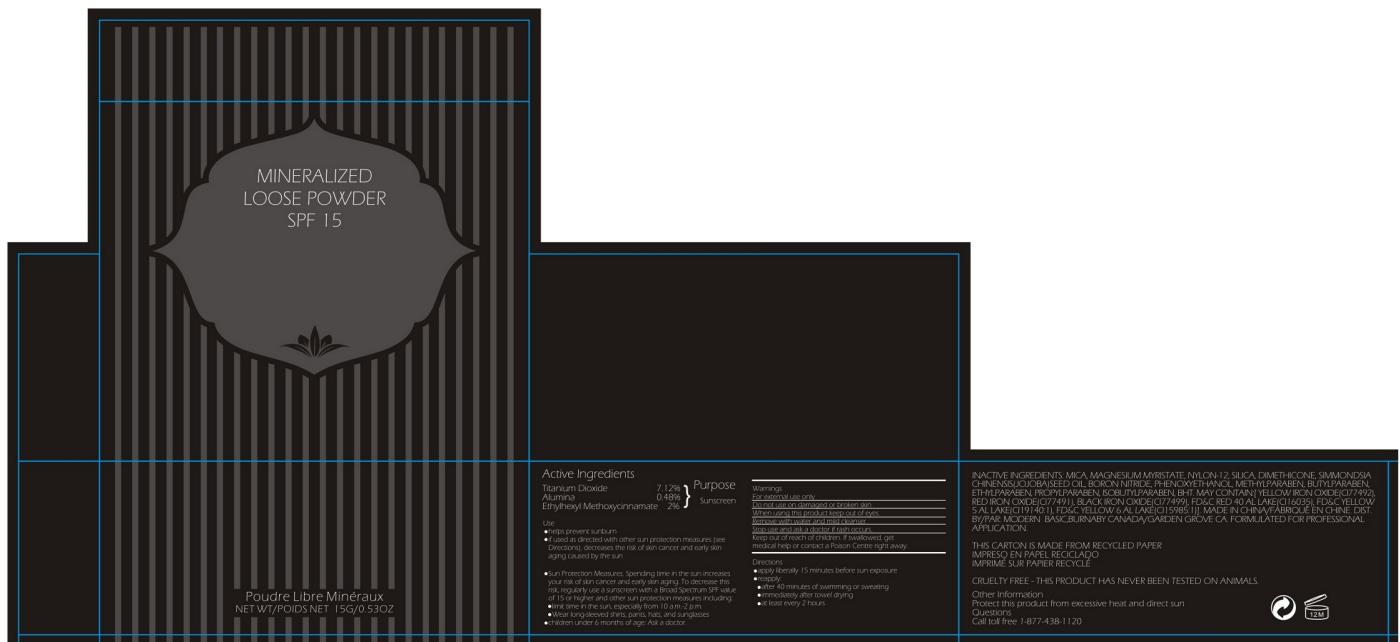 MINERALIZED
LOOSE POWDER
SPF 15
Poudre Libre Minéraux
NET WT/POIDS NET 15G/0.53OZ
Active Ingredients
Titanium Dioxide 7.12%
Alumina 0.48%
Ethylhexyl Methoxycinnamate 2%
} Purpose
Sunscreen
Use
●helps prevent sunburn
●if used as directed with other sun protection measures (see
Directions), decreases the risk of skin cancer and early skin
aging caused by the sun
●Sun Protection Measures. Spending time in the sun increases
your risk of skin cancer and early skin aging. To decrease this
risk, regularly use a sunscreen with a Broad Spectrum SPF value
of 15 or higher and other sun protection measures including:
●limit time in the sun, especially from 10 a.m.-2 p.m.
●Wear long-sleeved shirts, pants, hats, and sunglasses
●children under 6 months of age: Ask a doctor
Warnings
For external use only
Do not use on damaged or broken skin
When using this product keep out of eyes.
Remove with water and mild cleanser
Stop use and ask a doctor if rash occurs.
Keep out of reach of children. If swallowed, get
medical help or contact a Poison Centre right away
Directions
●apply liberally 15 minutes before sun exposure
●reapply:
●after 40 minutes of swimming or sweating
●immediately after towel drying
●at least every 2 hours
INACTIVE INGREDIENTS: MICA, MAGNESIUM MYRISTATE, NYLON-12, SILICA, DIMETHICONE, SIMMONDSIA
CHINENSIS(JOJOBA)SEED OIL, BORON NITRIDE, PHENOXYETHANOL, METHYLPARABEN, BUTYLPARABEN,
ETHYLPARABEN, PROPYLPARABEN, ISOBUTYLPARABEN, BHT. MAY CONTAIN:[ YELLOW IRON OXIDE(CI77492),
RED IRON OXIDE(CI77491), BLACK IRON OXIDE(CI77499), FD&C RED 40 AL LAKE(CI16035), FD&C YELLOW
5 AL LAKE(CI19140:1), FD&C YELLOW 6 AL LAKE(CI15985:1)]. MADE IN CHINA/FABRIQUÉ EN CHINE. DIST.
BY/PAR: MODERN BASIC,BURNABY CANADA/GARDEN GROVE CA. FORMULATED FOR PROFESSIONAL
APPLICATION.
THIS CARTON IS MADE FROM RECYCLED PAPER
IMPRESO EN PAPEL RECICLADO
IMPRIMÉ SUR PAPIER RECYCLÉ
CRUELTY FREE - THIS PRODUCT HAS NEVER BEEN TESTED ON ANIMALS.
Other Information
Protect this product from excessive heat and direct sun
Questions
Call toll free 1-877-438-1120
12M